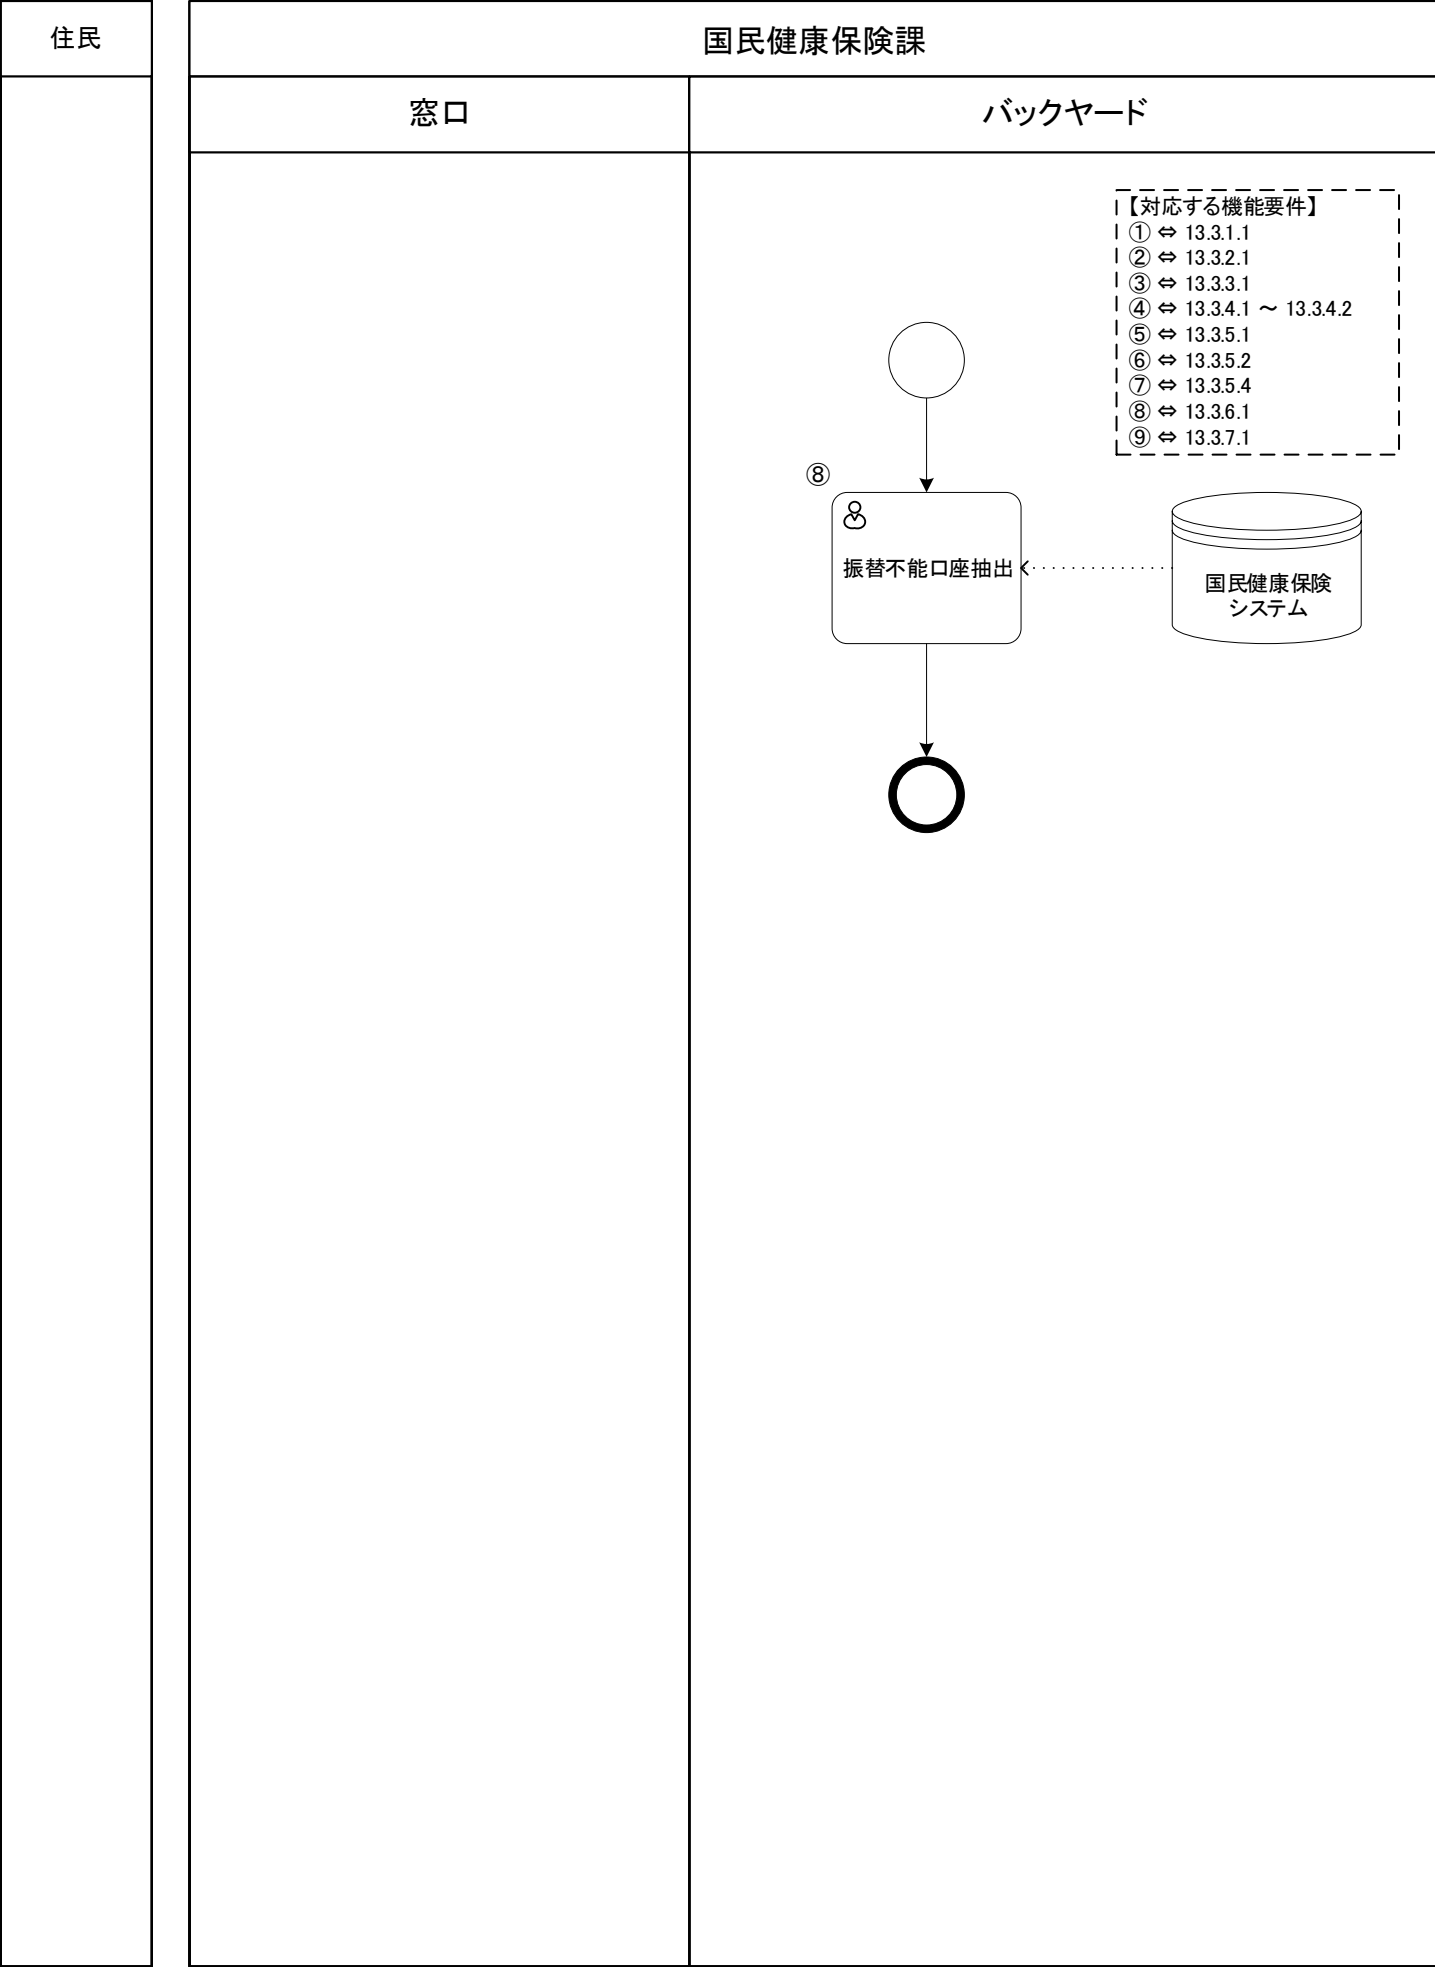 住民
国民健康保険課
窓口
バックヤード
【対応する機能要件】
① ⇔ 13.3.1.1
② ⇔ 13.3.2.1
③ ⇔ 13.3.3.1
④ ⇔ 13.3.4.1 ～ 13.3.4.2
⑤ ⇔ 13.3.5.1
⑥ ⇔ 13.3.5.2
⑦ ⇔ 13.3.5.4
⑧ ⇔ 13.3.6.1
⑨ ⇔ 13.3.7.1
⑧
振替不能口座抽出
国民健康保険
システム